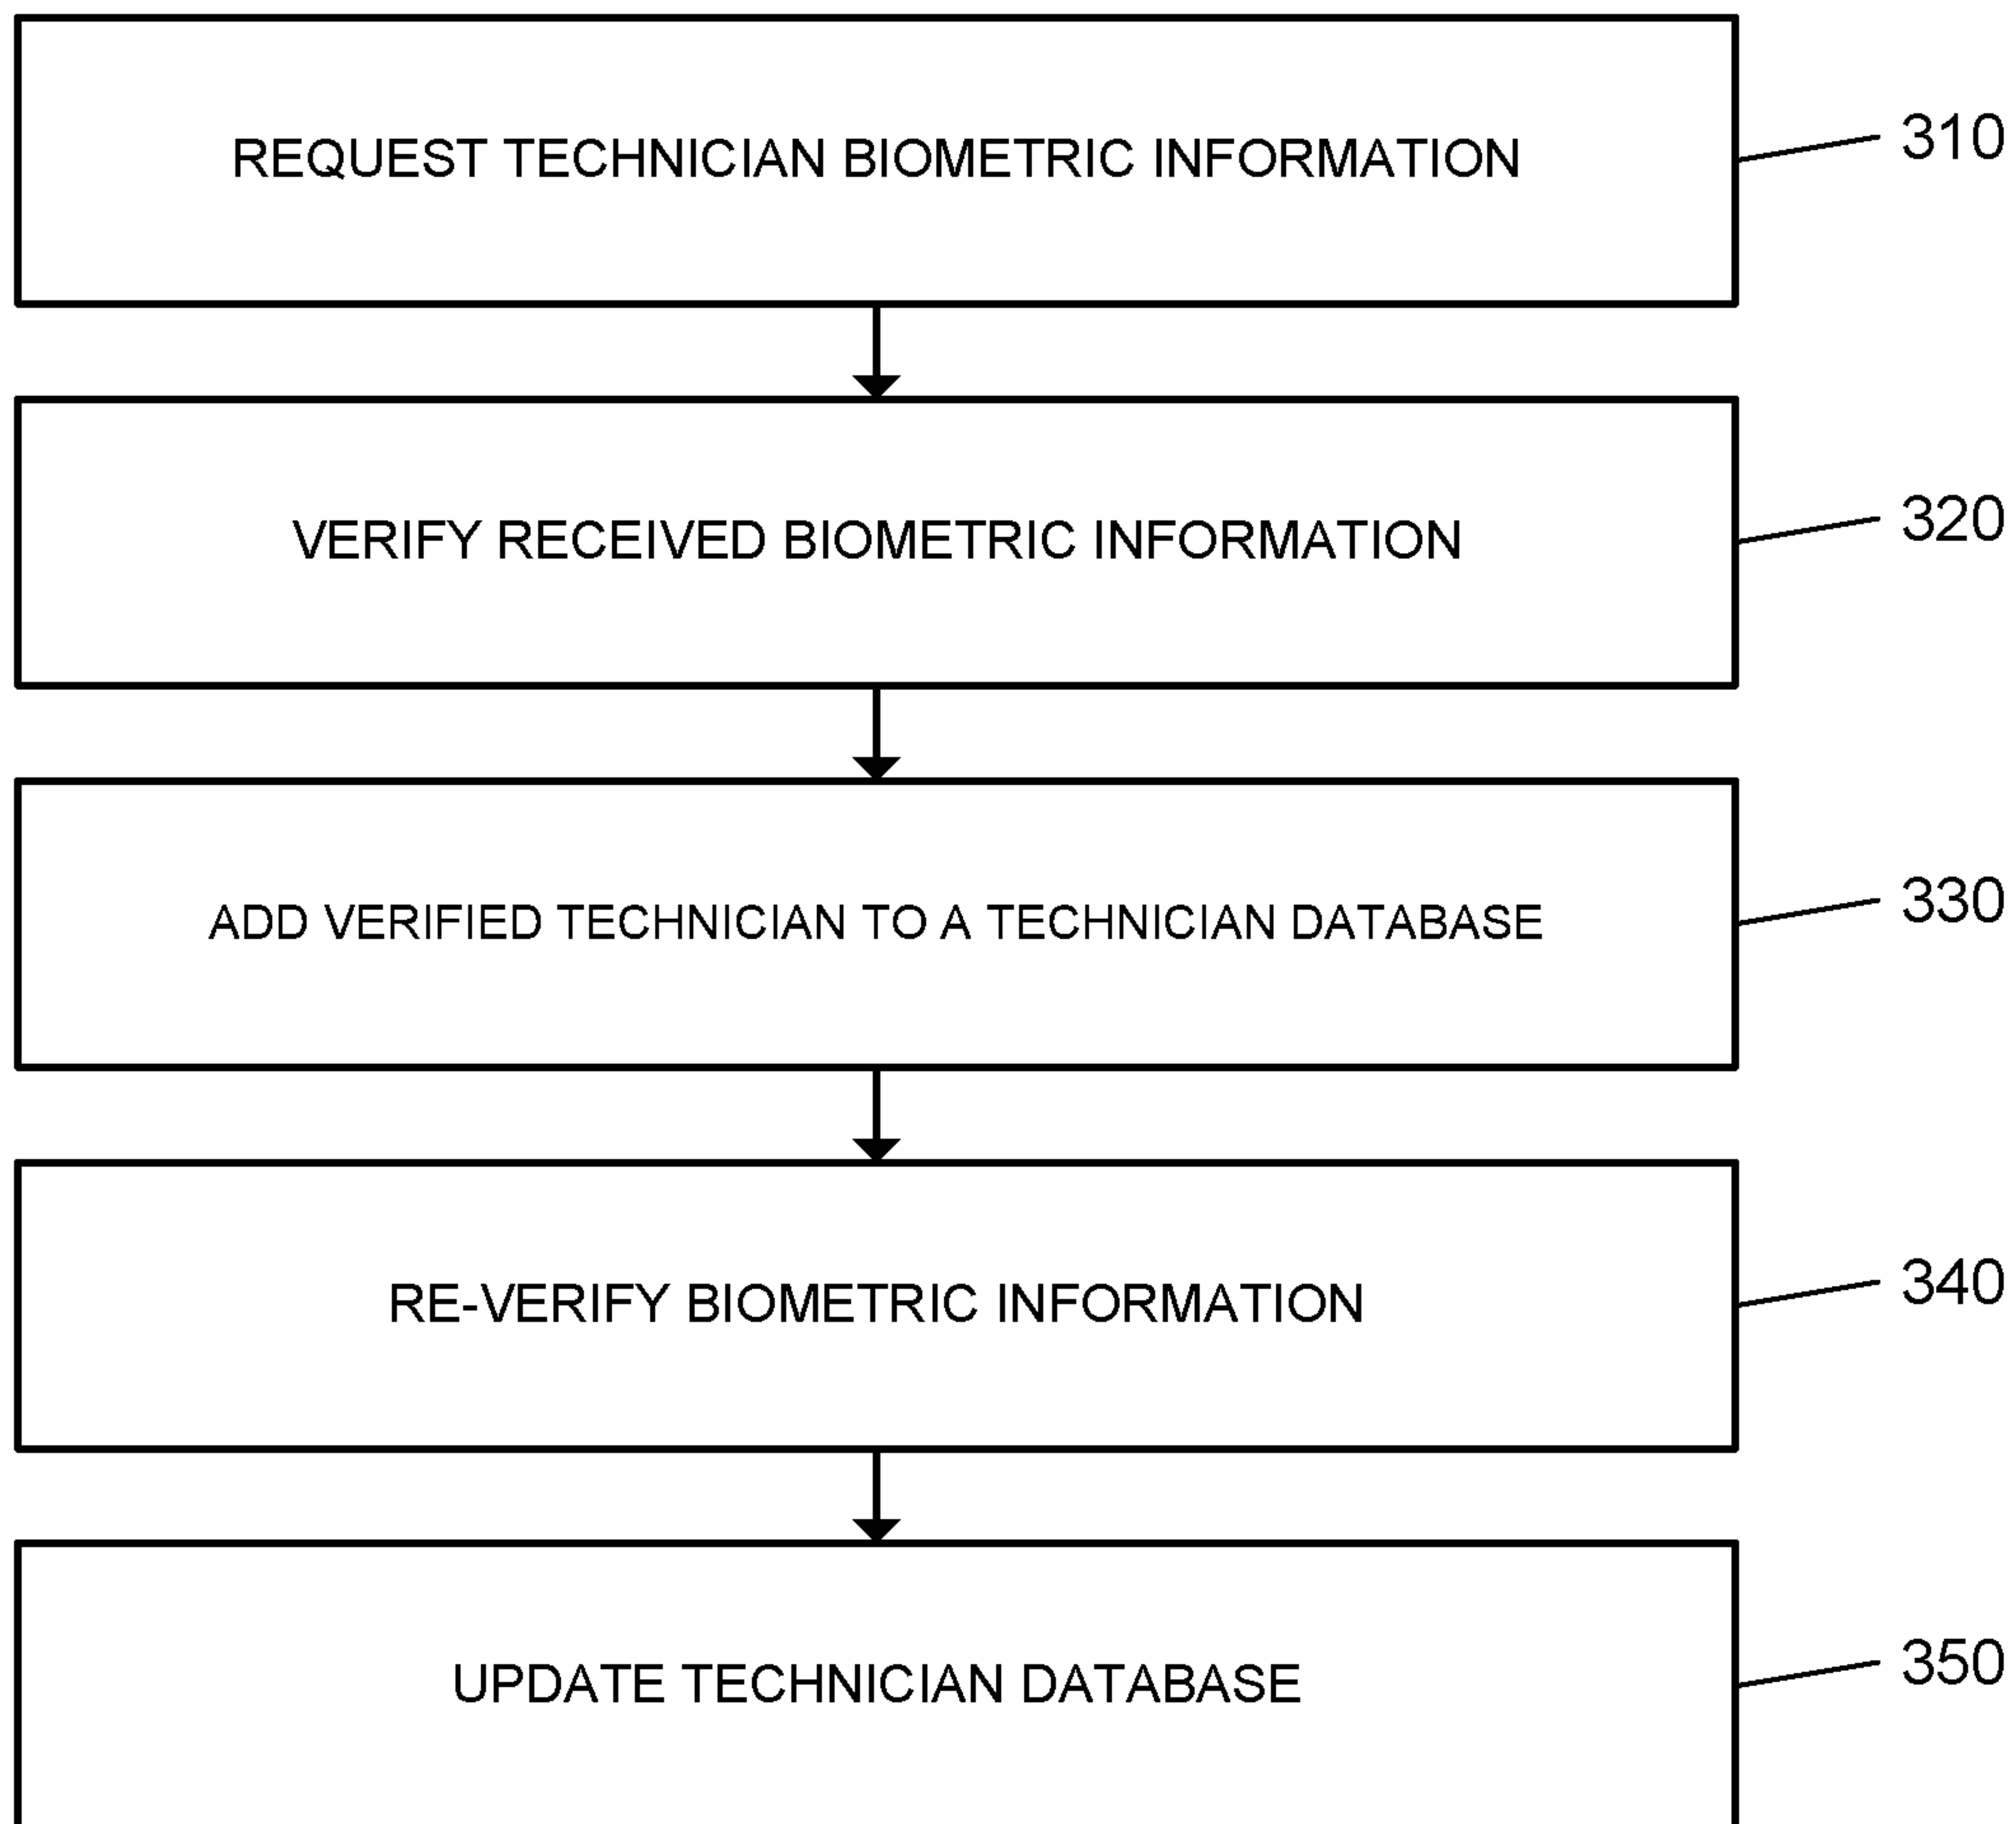 REQUEST TECHNICIAN BIOMETRIC INFORMATION
310
VERIFY RECEIVED BIOMETRIC INFORMATION
320
ADD VERIFIED TECHNICIAN TO A TECHNICIAN DATABASE
330
RE-VERIFY BIOMETRIC INFORMATION
340
UPDATE TECHNICIAN DATABASE
350